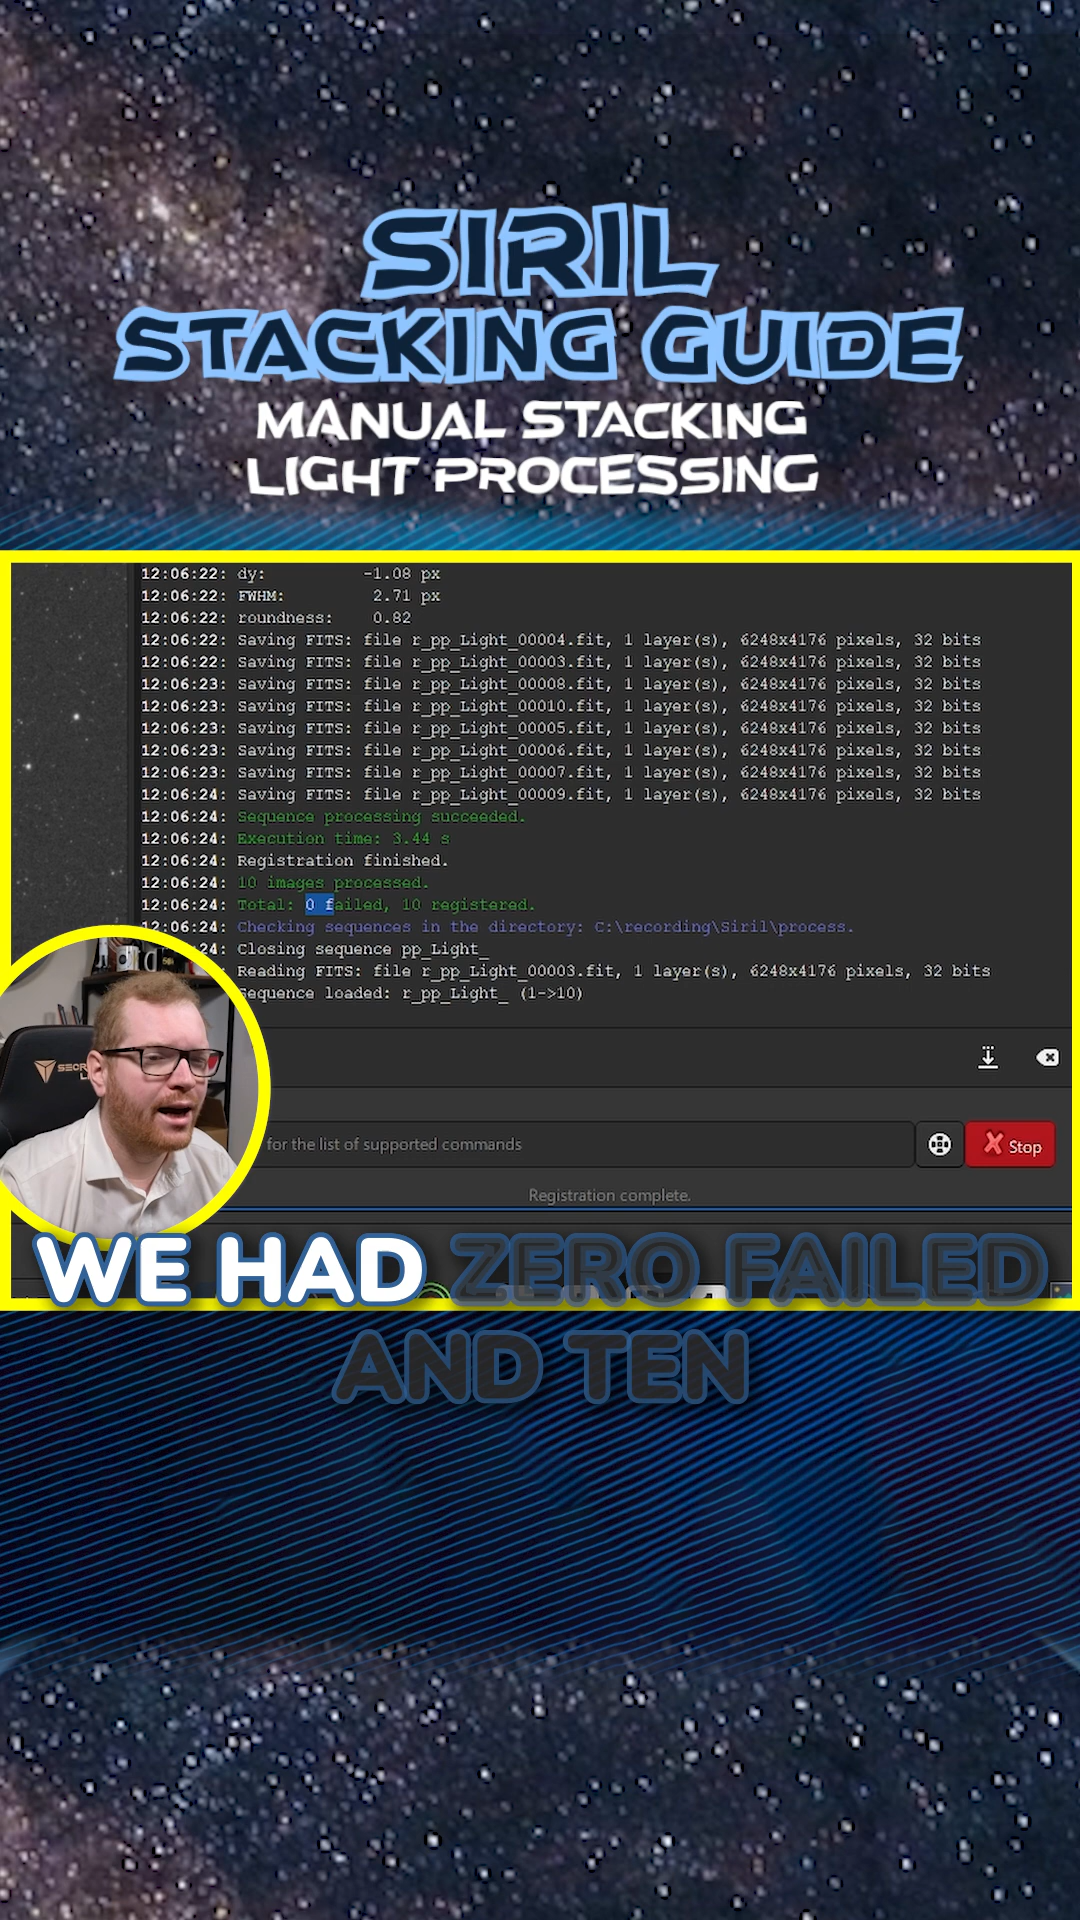 SIRIL
STACKING GUIDE
MANUAL STACKING
LIGHT PROCESSING
12:06:22: dy: -1.08 px
12:06:22: FWHM: 2.71 px
12:06:22: roundness: 0.82
12:06:22: Saving FITS: file r_pp_Light_00004.fit, 1 layer(s), 6248x4176 pixels, 32 bits
12:06:22: Saving FITS: file r_pp_Light_00003.fit, 1 layer(s), 6248x4176 pixels, 32 bits
12:06:23: Saving FITS: file r_pp_Light_00008.fit, 1 layer(s), 6248x4176 pixels, 32 bits
12:06:23: Saving FITS: file r_pp_Light_00010.fit, 1 layer(s), 6248x4176 pixels, 32 bits
12:06:23: Saving FITS: file r_pp_Light_00005.fit, 1 layer(s), 6248x4176 pixels, 32 bits
12:06:23: Saving FITS: file r_pp_Light_00006.fit, 1 layer(s), 6248x4176 pixels, 32 bits
12:06:23: Saving FITS: file r_pp_Light_00007.fit, 1 layer(s), 6248x4176 pixels, 32 bits
12:06:24: Saving FITS: file r_pp_Light_00009.fit, 1 layer(s), 6248x4176 pixels, 32 bits
12:06:24: Sequence processing succeeded.
12:06:24: Execution time: 3.44 s
12:06:24: Registration finished.
12:06:24: 10 images processed.
12:06:24: Total: 0 failed, 10 registered.
12:06:24: Checking sequences in the directory: C:\recording\Siril\process.
24: Closing sequence pp_Light_
: Reading FITS: file r_pp_Light_00003.fit, 1 layer(s), 6248x4176 pixels, 32 bits
Sequence loaded: r_pp_Light_ (1->10)
for the list of supported commands
Stop
Registration complete.
WE HAD ZERO FAILED
AND TEN